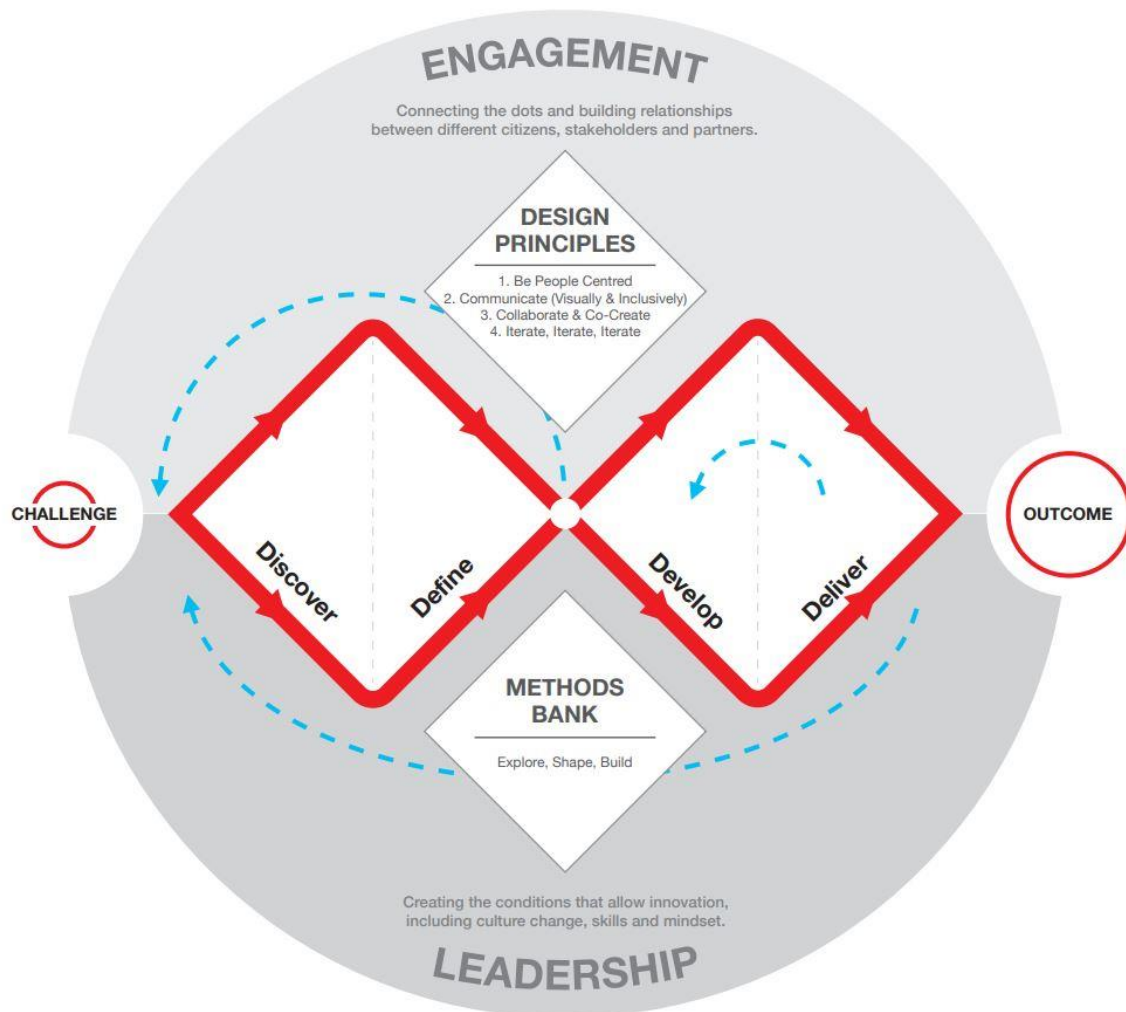 ENGAGEMENT
Connecting the dots and building relationships
between different citizens, stakeholders and partners.
DESIGN
PRINCIPLES
1. Be People Centred
2. Communicate (Visually & Inclusively)
3. Collaborate & Co-Create
4. Iterate, Iterate, Iterate
CHALLENGE
OUTCOME
Discover
Define
Develop
Deliver
METHODS
BANK
Explore, Shape, Build
Creating the conditions that allow innovation,
including culture change, skills and mindset.
LEADERSHIP